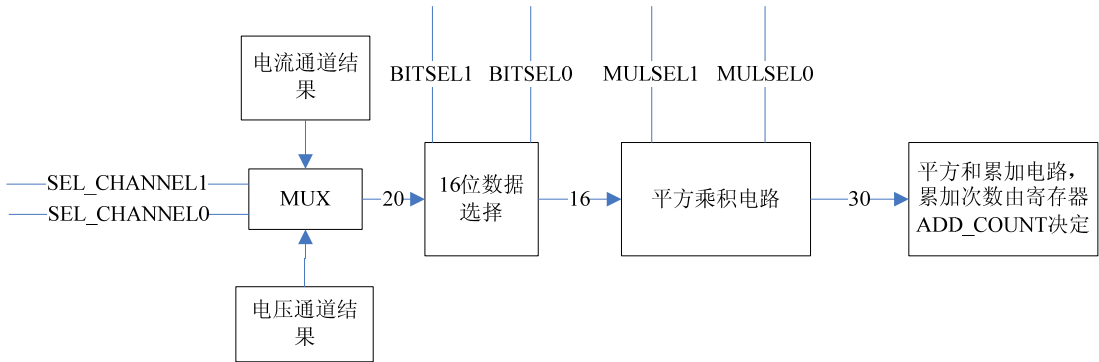 电流通道结
果
BITSEL1
BITSEL0
MULSEL1
MULSEL0
SEL_CHANNEL1
SEL_CHANNEL0
MUX
20
16位数据
选择
16
平方乘积电路
30
平方和累加电路，
累加次数由寄存器
ADD_COUNT决定
电压通道结
果